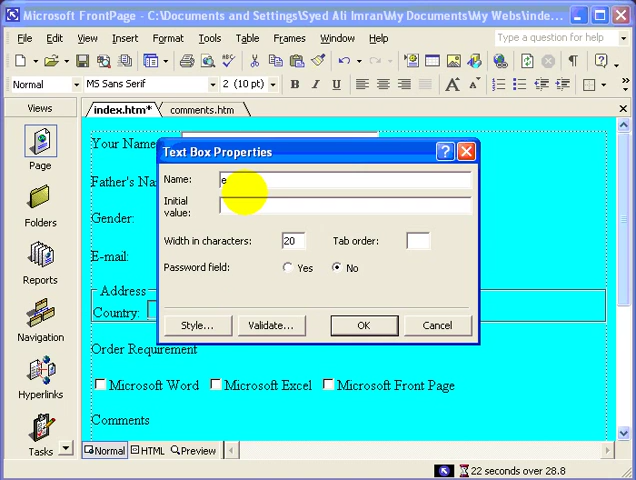 Microsoft FrontPage - C:\Documents and Settings\Syed Ali Imran\My Documents\My Webs\inde...
File Edit View Insert Format Tools Table Frames Window Help Type a question for help
Normal MS Sans Serif 2 (10 pt) B I U A A
Views index.htm* comments.htm
Page
Folders
Reports
Navigation
Hyperlinks
Tasks
Your Name
Father's Na
Gender:
E-mail:
Address
Country:
Order Requirement
Microsoft Word Microsoft Excel Microsoft Front Page
Comments
Text Box Properties
Name: e
Initial
value:
Width in characters: 20 Tab order:
Password field: Yes No
Style... Validate... OK Cancel
Normal HTML Preview
22 seconds over 28.8